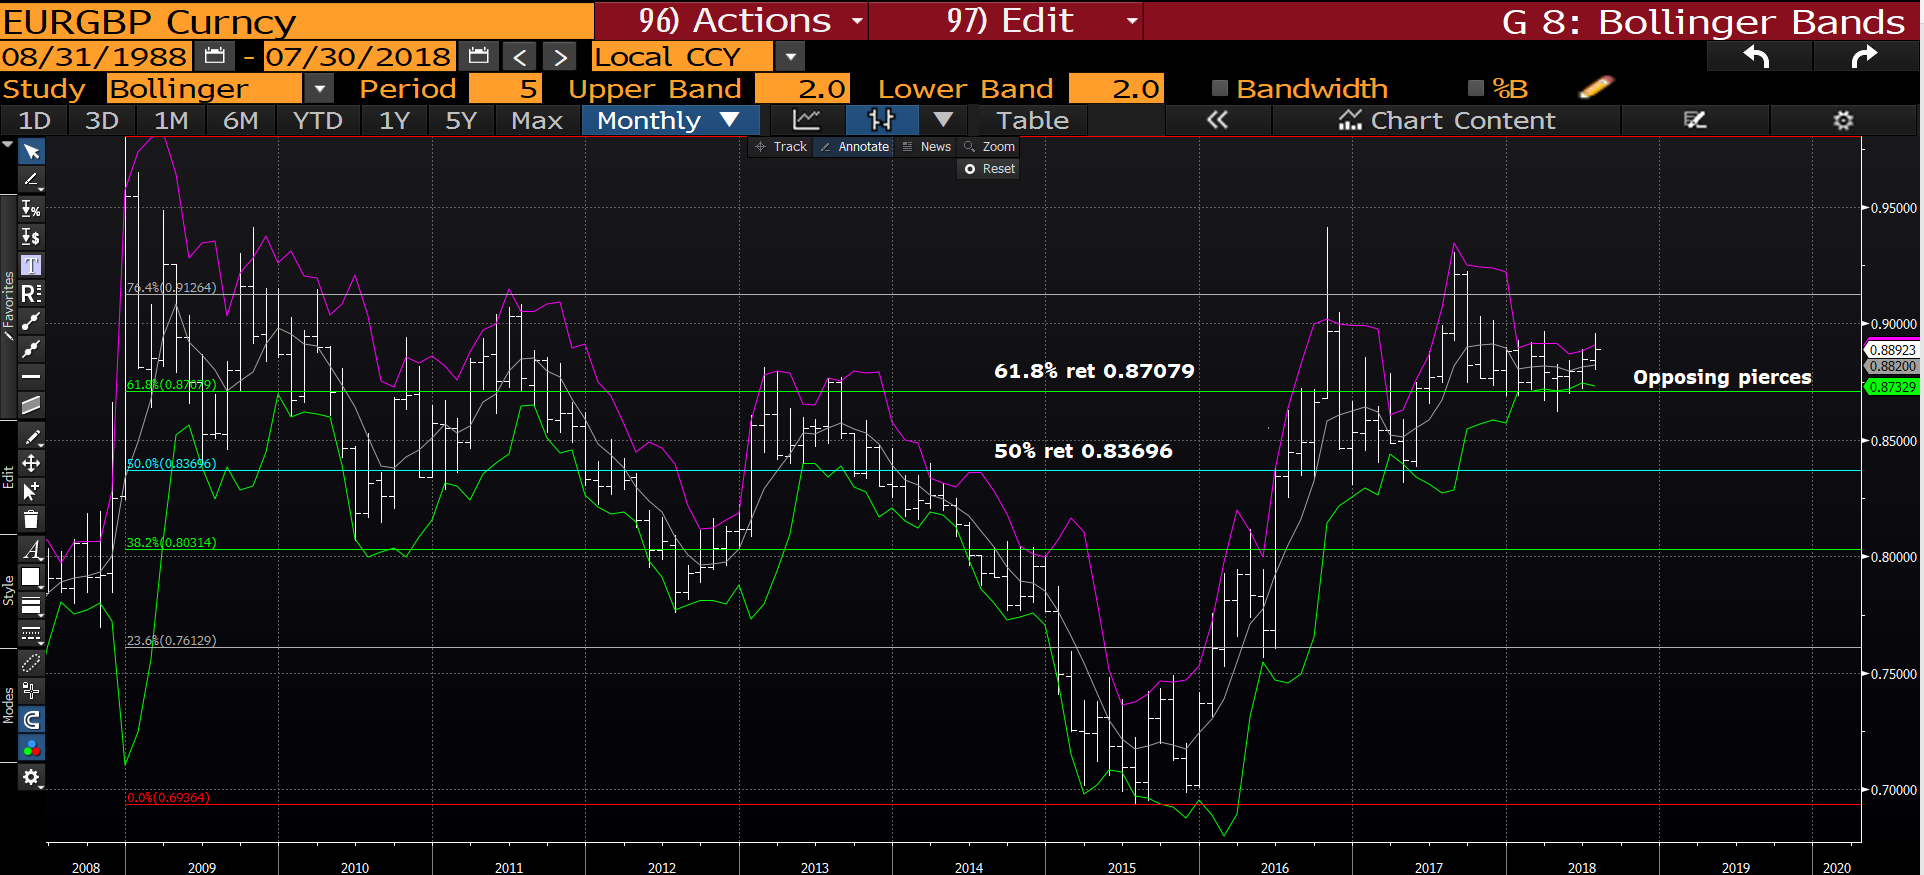 EURGBP Curncy 96) Actions 97) Edit G 8: Bollinger Bands
08/31/1988 - 07/30/2018 < > Local CCY
Study Bollinger Period 5 Upper Band 2.0 Lower Band 2.0 Bandwidth %B
1D 3D 1M 6M YTD 1Y 5Y Max Monthly Table Chart Content
Track Annotate News Zoom
Reset
Favorites
Edit
Style
Modes
76.4%(0.91264)
61.8%(0.87079)
50.0%(0.83696)
38.2%(0.80314)
23.6%(0.76129)
0.0%(0.69364)
61.8% ret 0.87079
50% ret 0.83696
Opposing pierces
0.95000
0.90000
0.88923
0.88200
0.87329
0.85000
0.80000
0.75000
0.70000
2008 2009 2010 2011 2012 2013 2014 2015 2016 2017 2018 2019 2020